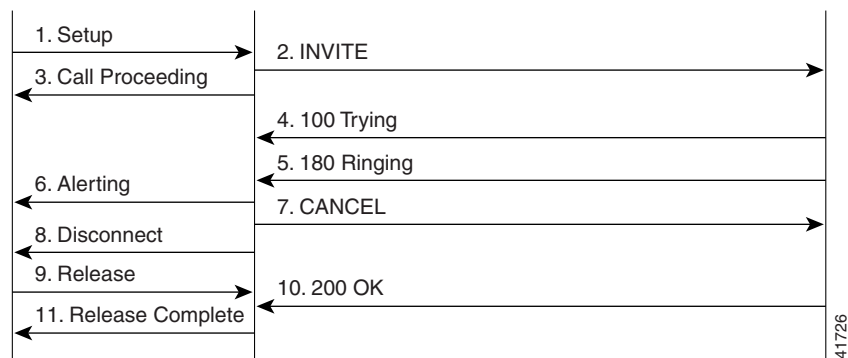 1. Setup
2. INVITE
3. Call Proceeding
4. 100 Trying
5. 180 Ringing
6. Alerting
7. CANCEL
8. Disconnect
9. Release
10. 200 OK
11. Release Complete
41726